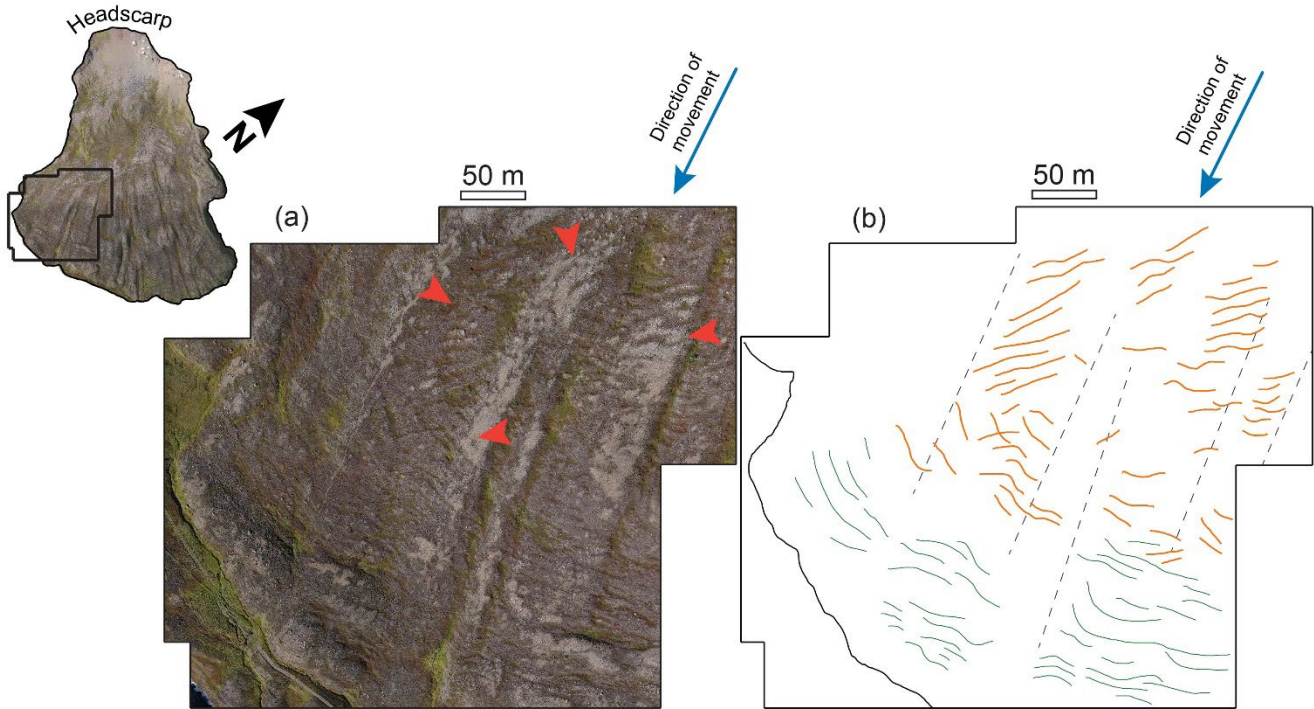 Headscarp
N
(a)
50 m
Direction of
movement
(b)
50 m
Direction of
movement